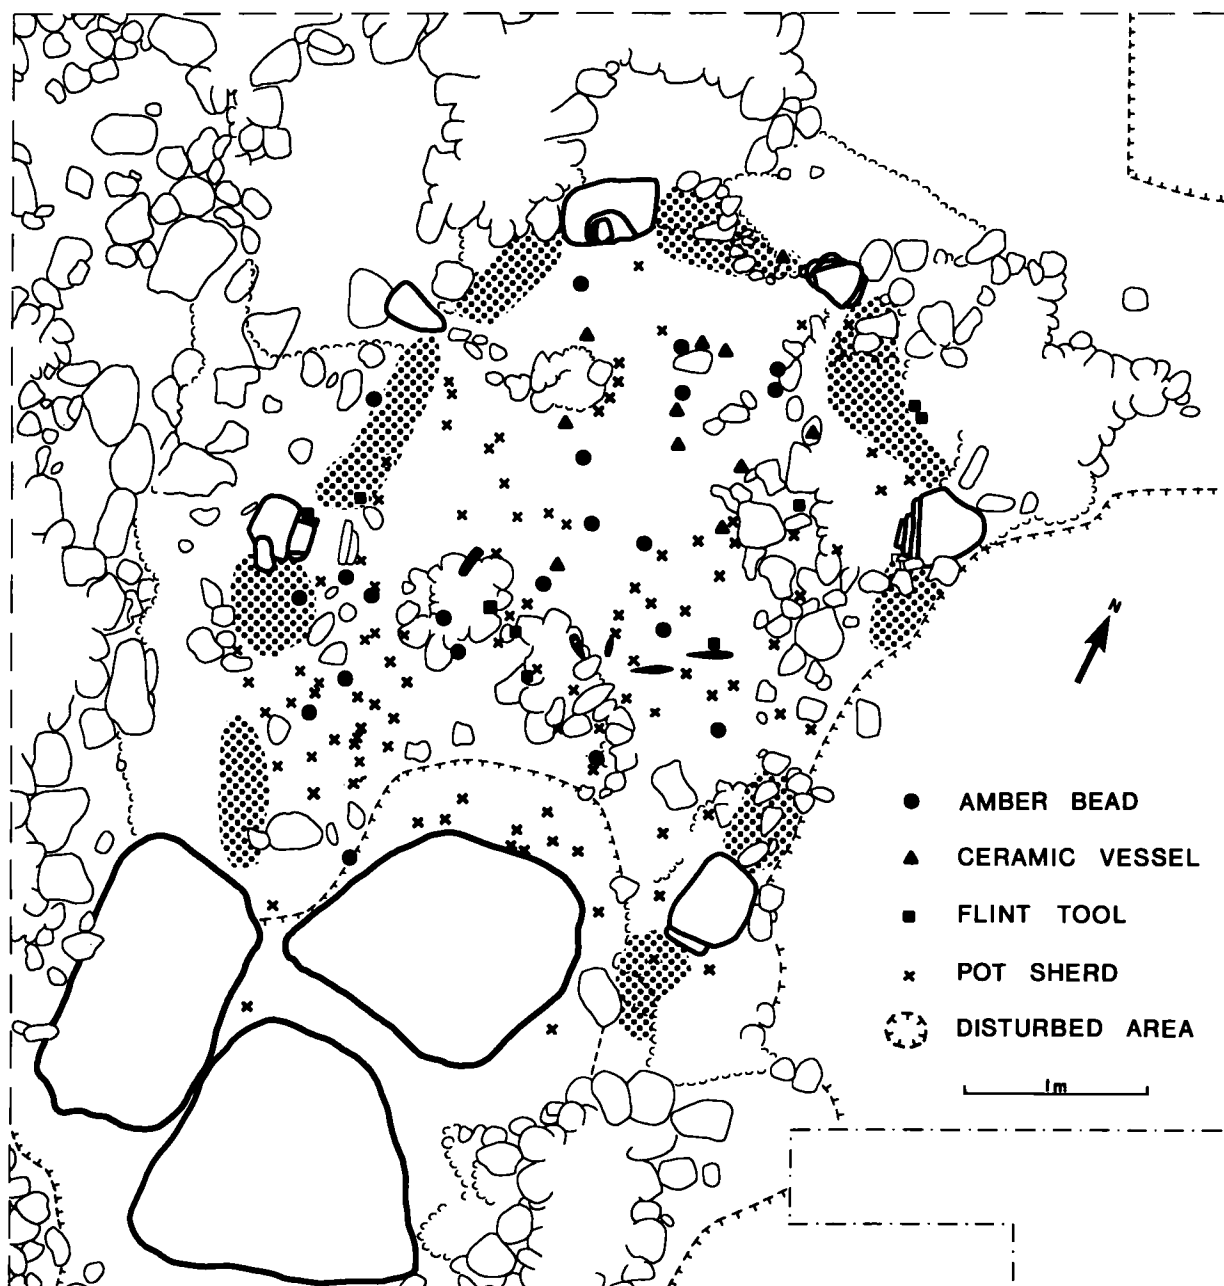 N
AMBER BEAD
CERAMIC VESSEL
FLINT TOOL
POT SHERD
DISTURBED AREA
1m